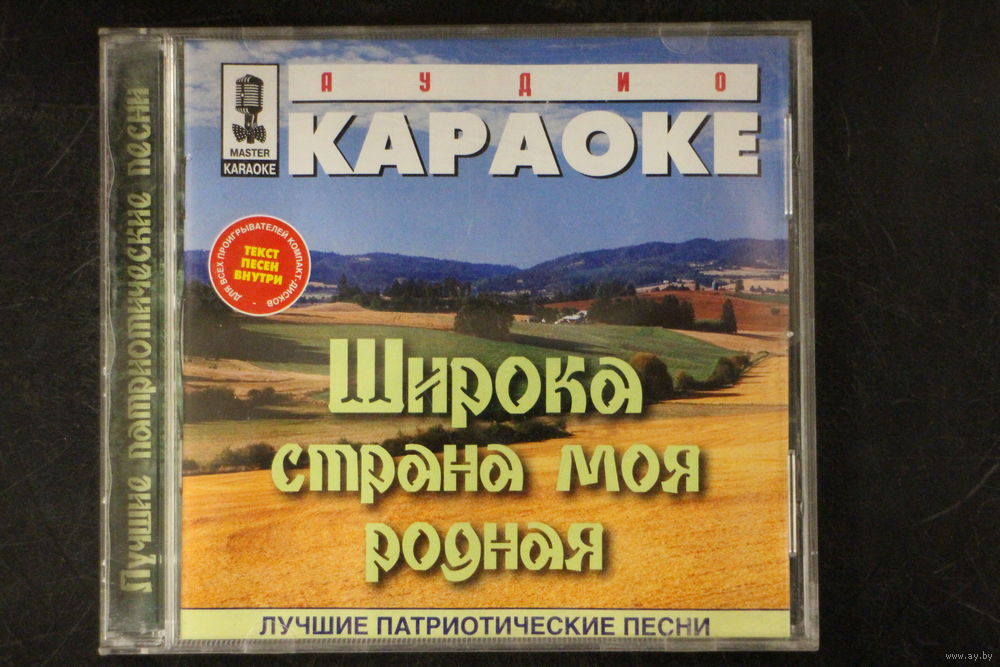 Лучшие патриотические песни
АУДИО
КАРАОКЕ
MASTER
KARAOKE
ДЛЯ ВСЕХ ПРОИГРЫВАТЕЛЕЙ КОМПАКТ-ДИСКОВ -
ТЕКСТ
ПЕСЕН
ВНУТРИ
Широка
страна моя
родная
ЛУЧШИЕ ПАТРИОТИЧЕСКИЕ ПЕСНИ
www.ay.by